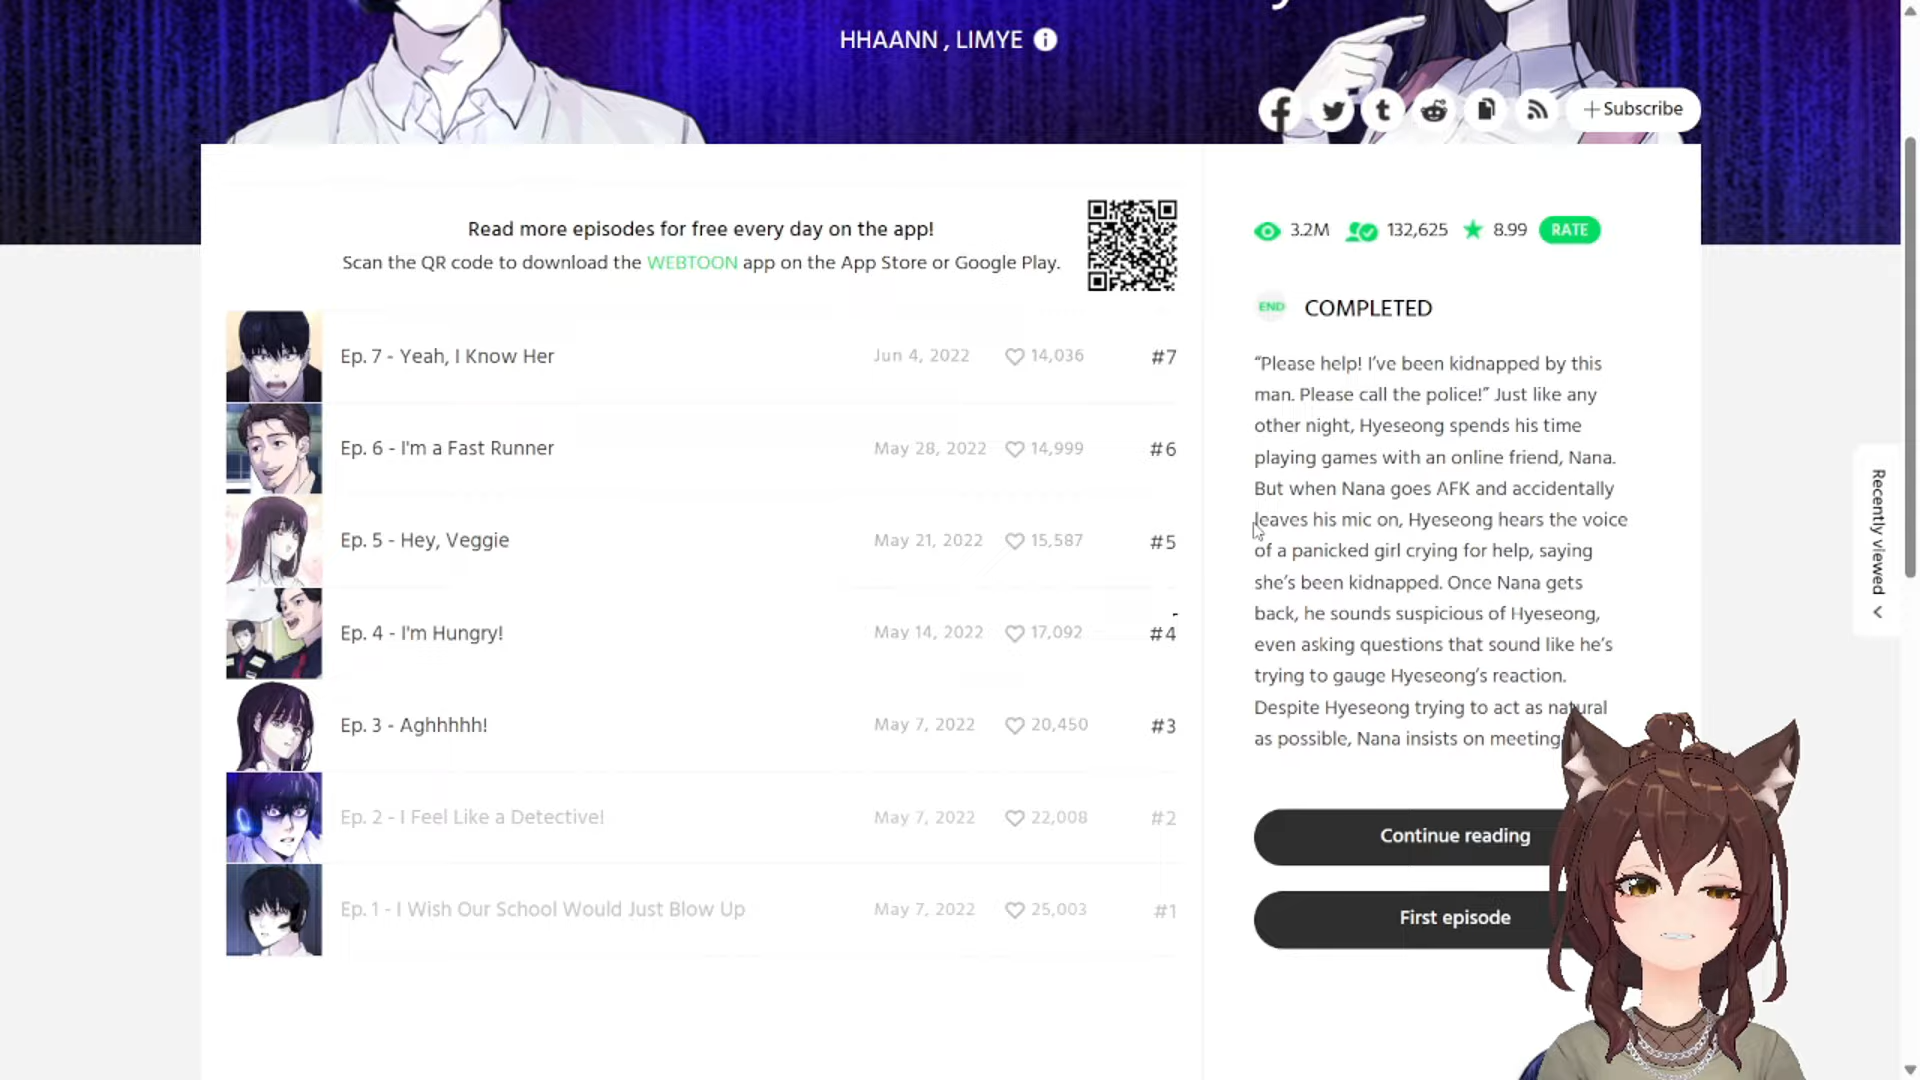 HHAANN , LIMYE
Subscribe
Read more episodes for free every day on the app!
Scan the QR code to download the WEBTOON app on the App Store or Google Play.
Ep. 7 - Yeah, I Know Her Jun 4, 2022 14,036 #7
Ep. 6 - I'm a Fast Runner May 28, 2022 14,999 #6
Ep. 5 - Hey, Veggie May 21, 2022 15,587 #5
Ep. 4 - I'm Hungry! May 14, 2022 17,092 #4
Ep. 3 - Aghhhhh! May 7, 2022 20,450 #3
Ep. 2 - I Feel Like a Detective! May 7, 2022 22,008 #2
Ep. 1 - I Wish Our School Would Just Blow Up May 7, 2022 25,003 #1
3.2M 132,625 8.99 RATE
END COMPLETED
“Please help! I’ve been kidnapped by this
man. Please call the police!” Just like any
other night, Hyeseong spends his time
playing games with an online friend, Nana.
But when Nana goes AFK and accidentally
leaves his mic on, Hyeseong hears the voice
of a panicked girl crying for help, saying
she’s been kidnapped. Once Nana gets
back, he sounds suspicious of Hyeseong,
even asking questions that sound like he’s
trying to gauge Hyeseong’s reaction.
Despite Hyeseong trying to act as natural
as possible, Nana insists on meeting
Continue reading
First episode
Recently viewed